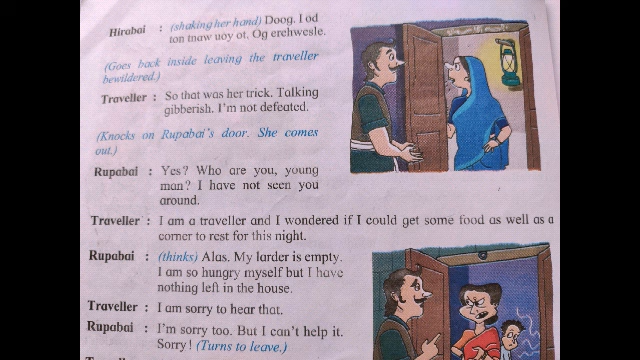 Hirabai : (shaking her hand) Doog. I od
ton tnaw uoy ot. Og erehwesle.
(Goes back inside leaving the traveller
bewildered.)
Traveller : So that was her trick. Talking
gibberish. I'm not defeated.
(Knocks on Rupabai's door. She comes
out.)
Rupabai : Yes? Who are you, young
man? I have not seen you
around.
Traveller : I am a traveller and I wondered if I could get some food as well as a
corner to rest for this night.
Rupabai : (thinks) Alas. My larder is empty.
I am so hungry myself but I have
nothing left in the house.
Traveller : I am sorry to hear that.
Rupabai : I'm sorry too. But I can't help it.
Sorry! (Turns to leave.)